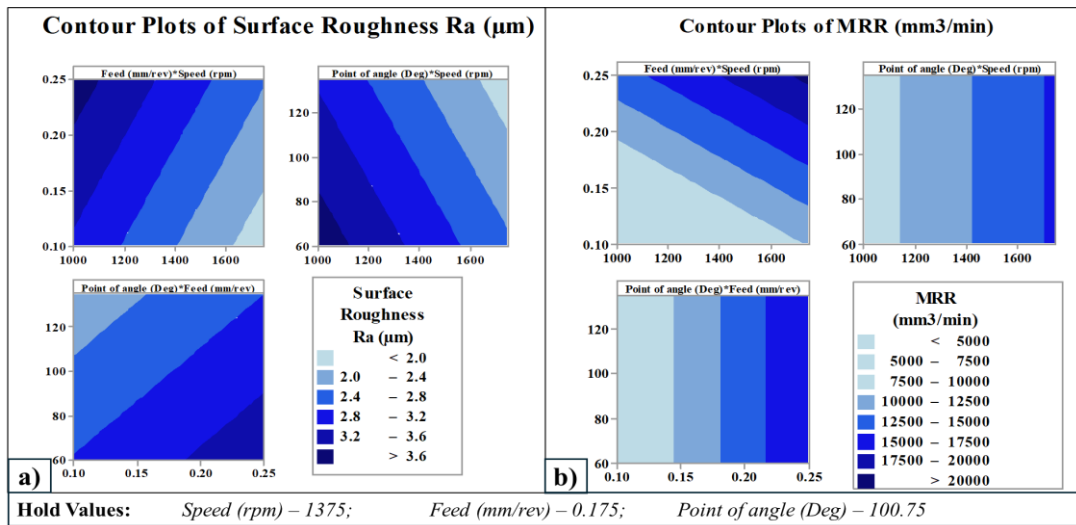 Contour Plots of Surface Roughness Ra (µm)
Feed (mm/rev)*Speed (rpm)
0.25
0.20
0.15
0.10
1000 1200 1400 1600
Point of angle (Deg)*Speed (rpm)
120
100
80
60
1000 1200 1400 1600
Point of angle (Deg)*Feed (mm/rev)
120
100
80
60
0.10 0.15 0.20 0.25
Surface
Roughness
Ra (µm)
< 2.0
2.0 – 2.4
2.4 – 2.8
2.8 – 3.2
3.2 – 3.6
> 3.6
a)
Contour Plots of MRR (mm3/min)
Feed (mm/rev)*Speed (rpm)
0.25
0.20
0.15
0.10
1000 1200 1400 1600
Point of angle (Deg)*Speed (rpm)
120
100
80
60
1000 1200 1400 1600
Point of angle (Deg)*Feed (mm/rev)
120
100
80
60
0.10 0.15 0.20 0.25
MRR
(mm3/min)
< 5000
5000 – 7500
7500 – 10000
10000 – 12500
12500 – 15000
15000 – 17500
17500 – 20000
> 20000
b)
Hold Values: Speed (rpm) – 1375; Feed (mm/rev) – 0.175; Point of angle (Deg) – 100.75